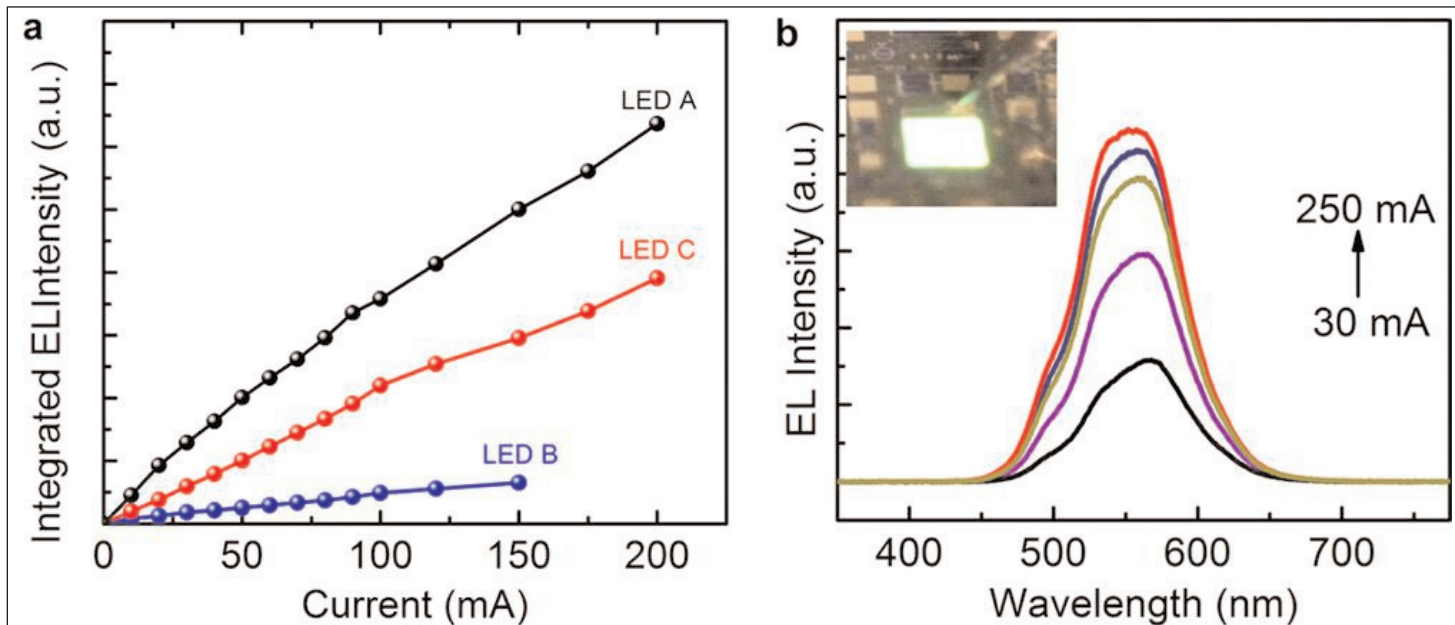 a
Integrated ELIntensity (a.u.)
LED A
LED C
LED B
0 50 100 150 200
Current (mA)
b
EL Intensity (a.u.)
250 mA
30 mA
400 500 600 700
Wavelength (nm)